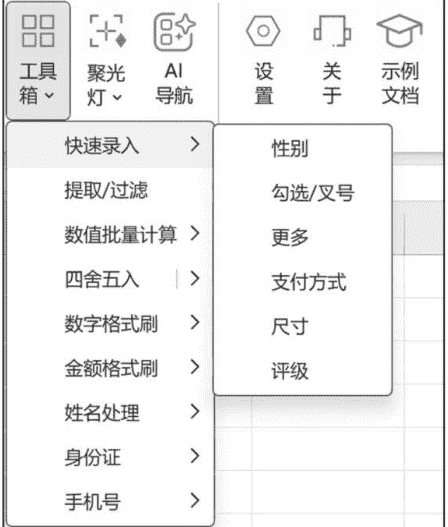 工具箱
聚光灯
AI导航
设置
关于
示例文档
快速录入
提取/过滤
数值批量计算
四舍五入
数字格式刷
金额格式刷
姓名处理
身份证
手机号
性别
勾选/叉号
更多
支付方式
尺寸
评级